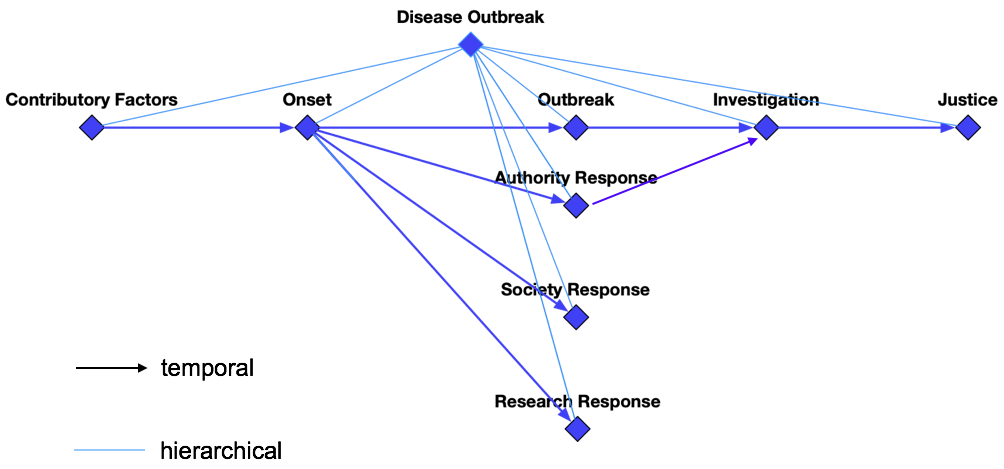 Disease Outbreak
Contributory Factors
Onset
Outbreak
Investigation
Justice
Authority Response
Society Response
temporal
Research Response
hierarchical